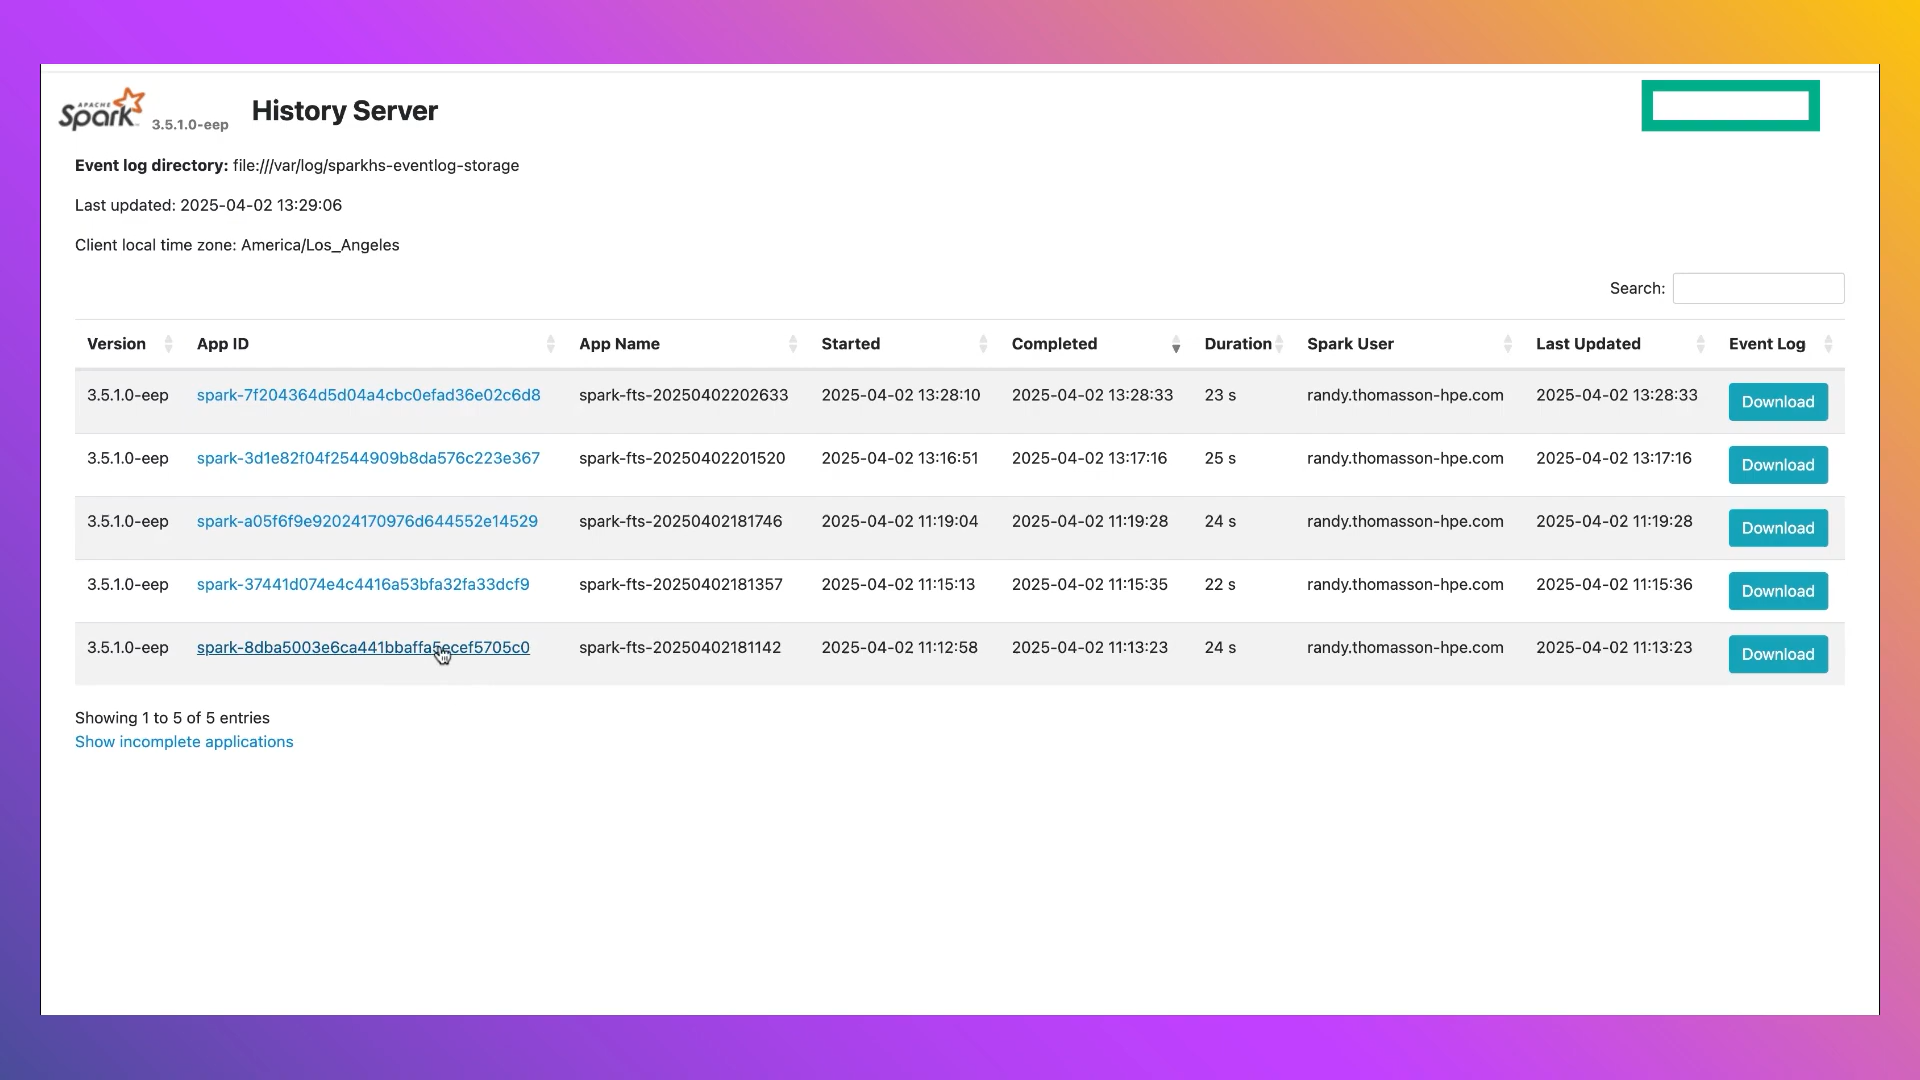 APACHE
Spark 3.5.1.0-eep History Server
Event log directory: file:///var/log/sparkhs-eventlog-storage
Last updated: 2025-04-02 13:29:06
Client local time zone: America/Los_Angeles
Search:
Version App ID App Name Started Completed Duration Spark User Last Updated Event Log
3.5.1.0-eep spark-7f204364d5d04a4cbc0efad36e02c6d8 spark-fts-20250402202633 2025-04-02 13:28:10 2025-04-02 13:28:33 23 s randy.thomasson-hpe.com 2025-04-02 13:28:33 Download
3.5.1.0-eep spark-3d1e82f04f2544909b8da576c223e367 spark-fts-20250402201520 2025-04-02 13:16:51 2025-04-02 13:17:16 25 s randy.thomasson-hpe.com 2025-04-02 13:17:16 Download
3.5.1.0-eep spark-a05f6f9e92024170976d644552e14529 spark-fts-20250402181746 2025-04-02 11:19:04 2025-04-02 11:19:28 24 s randy.thomasson-hpe.com 2025-04-02 11:19:28 Download
3.5.1.0-eep spark-37441d074e4c4416a53bfa32fa33dcf9 spark-fts-20250402181357 2025-04-02 11:15:13 2025-04-02 11:15:35 22 s randy.thomasson-hpe.com 2025-04-02 11:15:36 Download
3.5.1.0-eep spark-8dba5003e6ca441bbaffa5ecef5705c0 spark-fts-20250402181142 2025-04-02 11:12:58 2025-04-02 11:13:23 24 s randy.thomasson-hpe.com 2025-04-02 11:13:23 Download
Showing 1 to 5 of 5 entries
Show incomplete applications